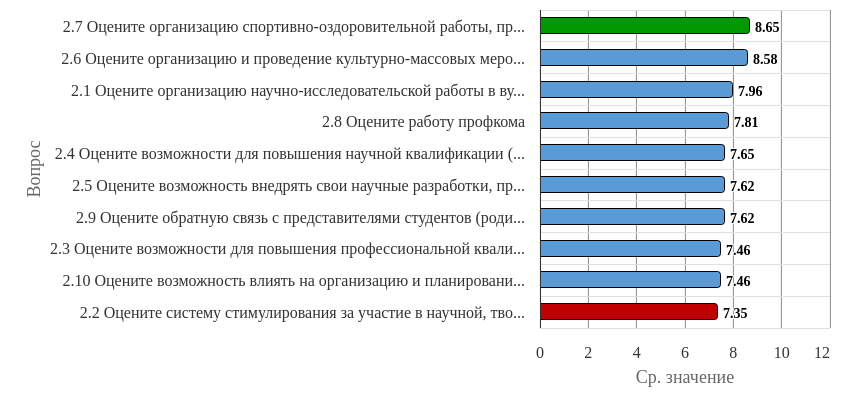 2.7 Оцените организацию спортивно-оздоровительной работы, пр... 8.65
2.6 Оцените организацию и проведение культурно-массовых меро... 8.58
2.1 Оцените организацию научно-исследовательской работы в ву... 7.96
2.8 Оцените работу профкома 7.81
2.4 Оцените возможности для повышения научной квалификации (... 7.65
2.5 Оцените возможность внедрять свои научные разработки, пр... 7.62
2.9 Оцените обратную связь с представителями студентов (роди... 7.62
2.3 Оцените возможности для повышения профессиональной квали... 7.46
2.10 Оцените возможность влиять на организацию и планировани... 7.46
2.2 Оцените систему стимулирования за участие в научной, тво... 7.35
Вопрос
0 2 4 6 8 10 12
Ср. значение